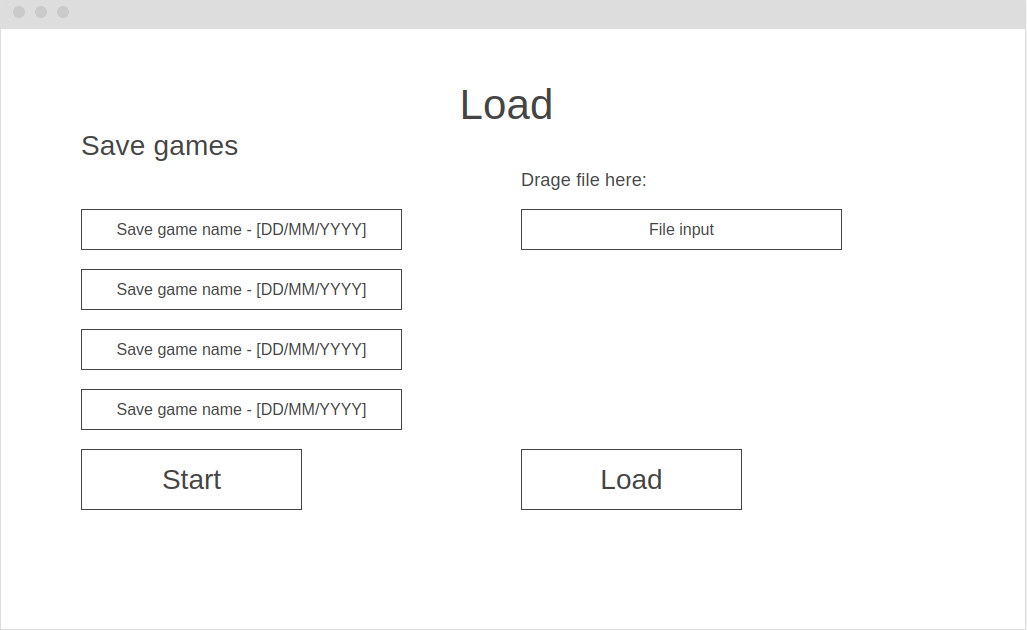 Load
Save games
Drage file here:
Save game name - [DD/MM/YYYY]
File input
Save game name - [DD/MM/YYYY]
Save game name - [DD/MM/YYYY]
Save game name - [DD/MM/YYYY]
Start
Load